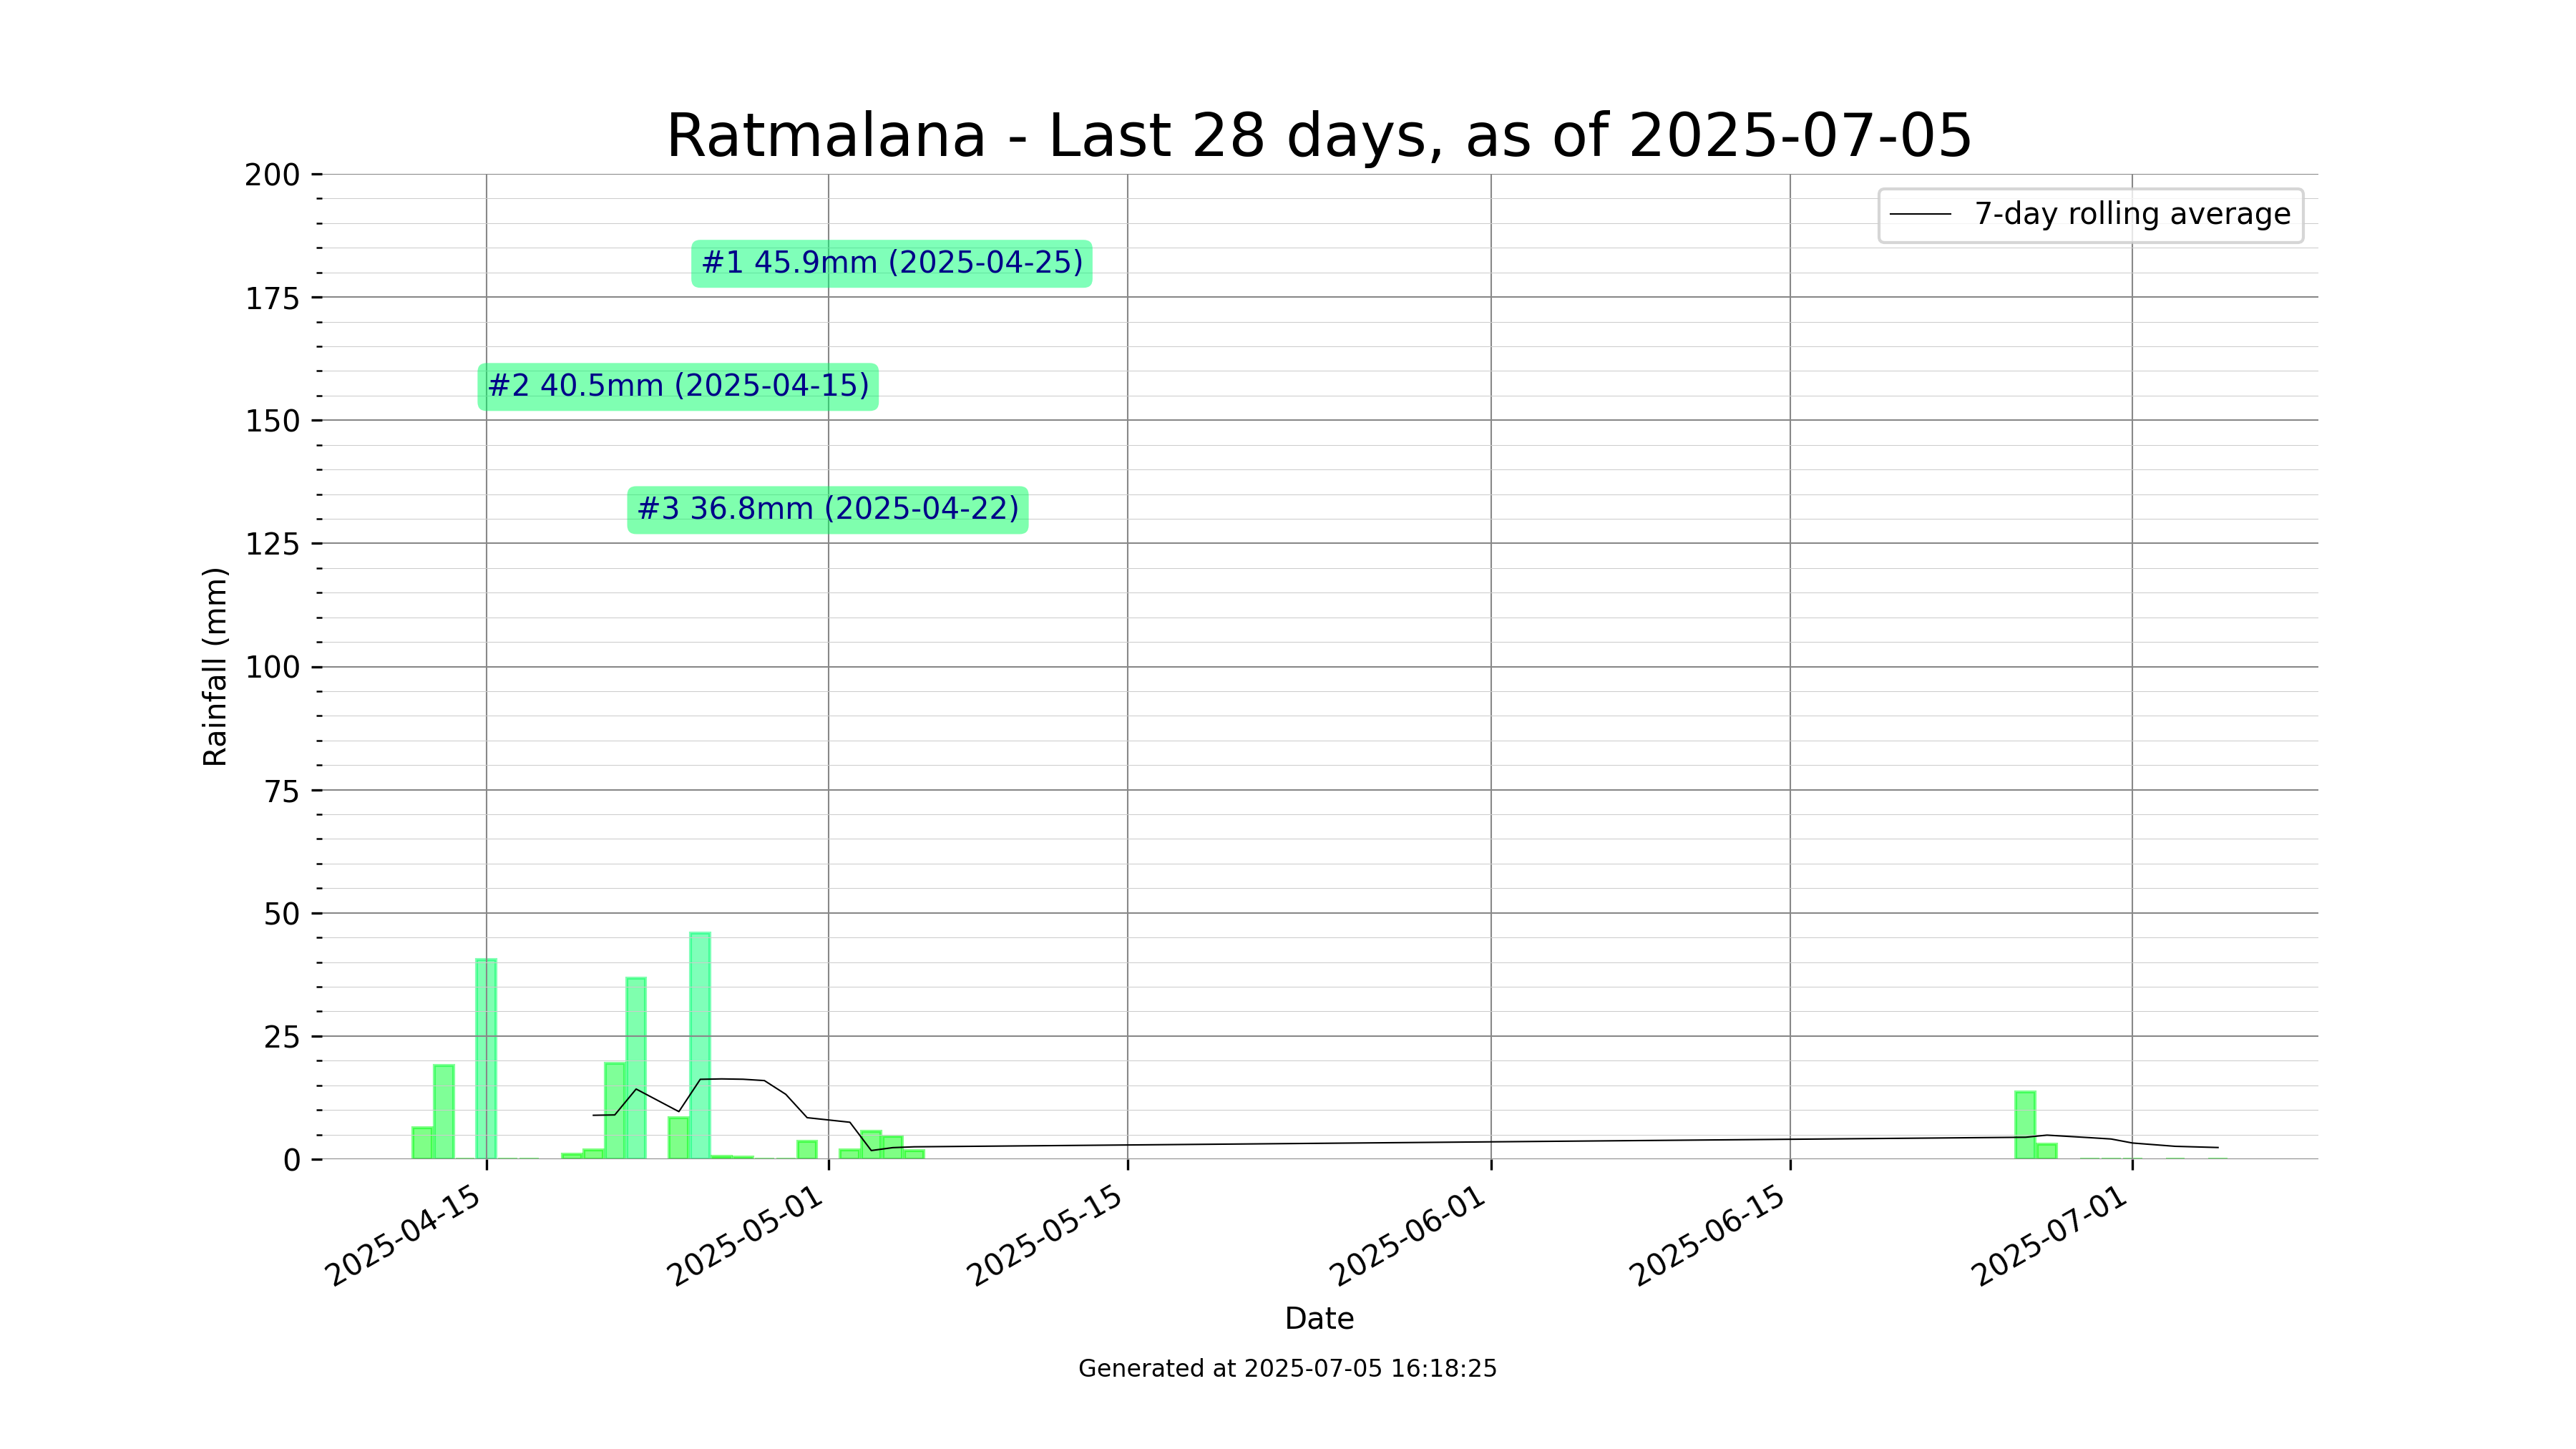 Ratmalana - Last 28 days, as of 2025-07-05
200
175
150
125
100
75
50
25
0
Rainfall (mm)
7-day rolling average
#1 45.9mm (2025-04-25)
#2 40.5mm (2025-04-15)
#3 36.8mm (2025-04-22)
2025-04-15
2025-05-01
2025-05-15
2025-06-01
2025-06-15
2025-07-01
Date
Generated at 2025-07-05 16:18:25